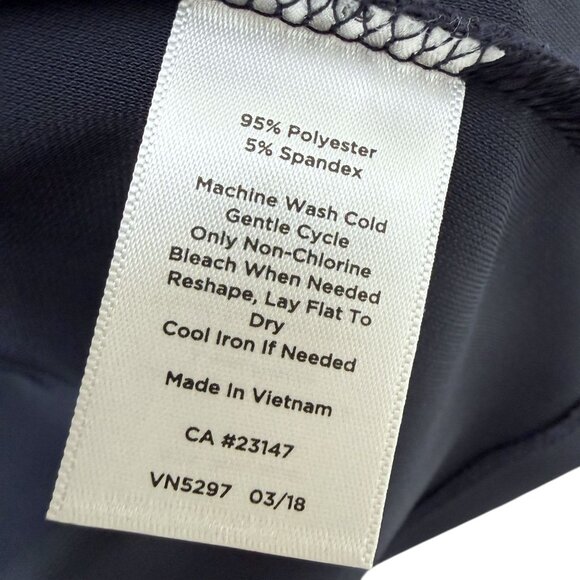 95% Polyester
5% Spandex
Machine Wash Cold
Gentle Cycle
Only Non-Chlorine
Bleach When Needed
Reshape, Lay Flat To
Dry
Cool Iron If Needed
Made In Vietnam
CA #23147
VN5297 03/18